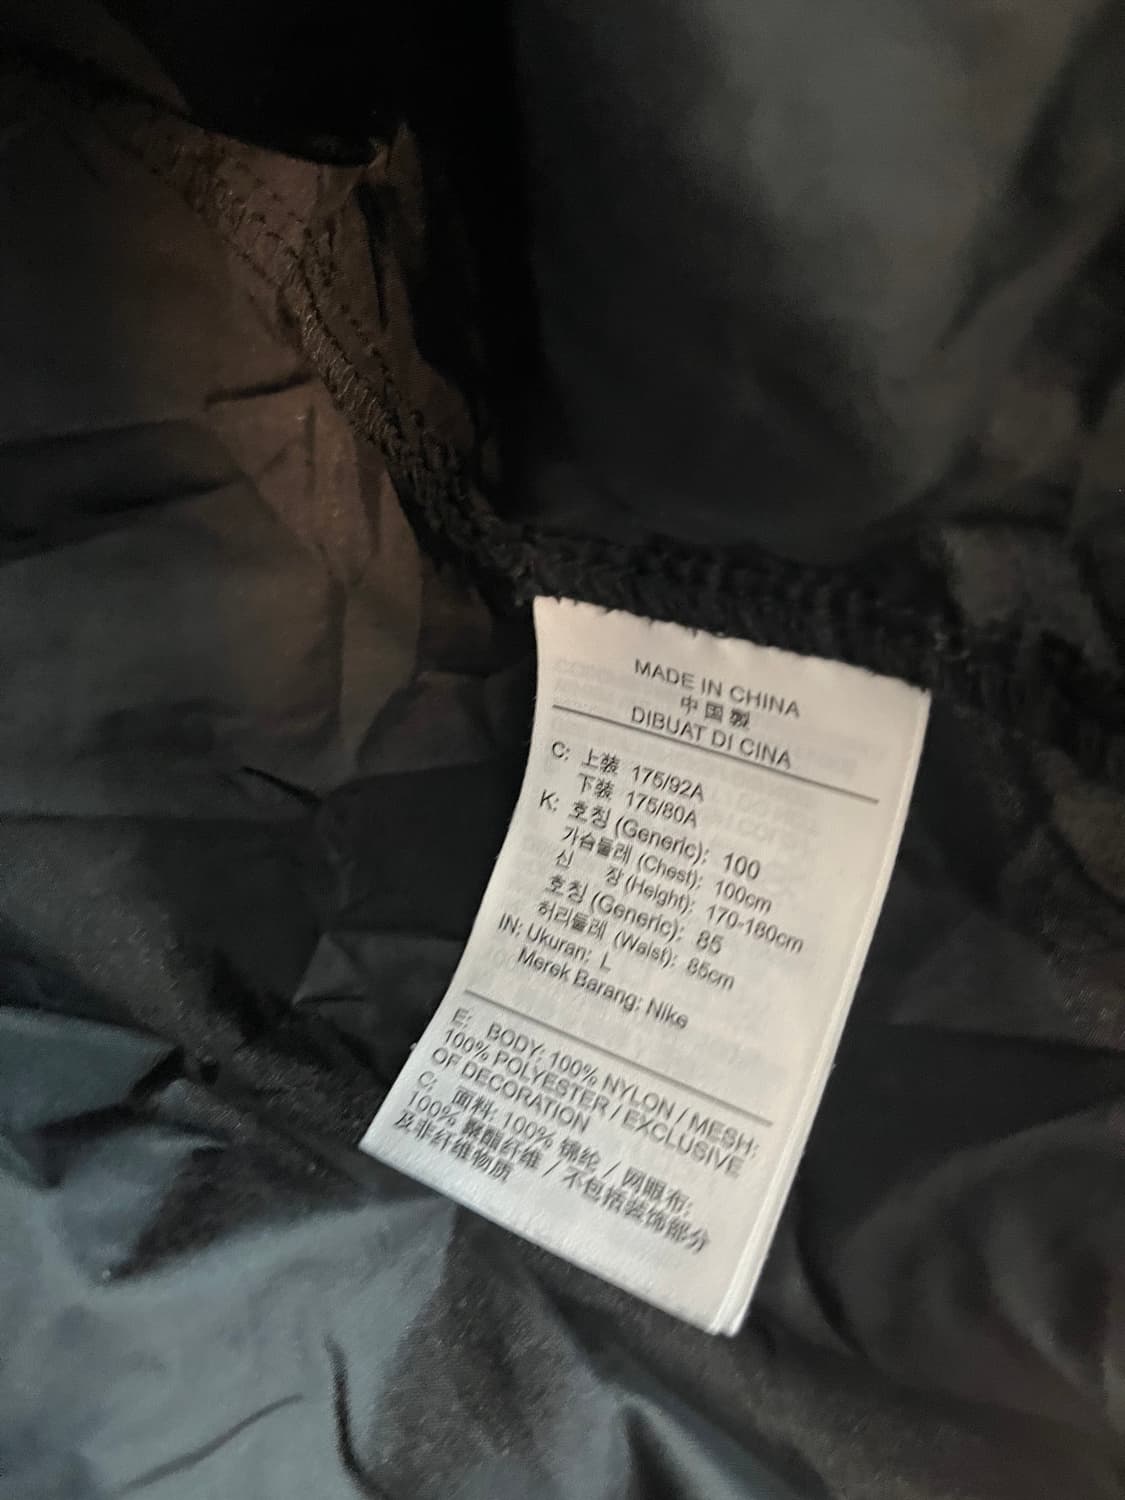 MADE IN CHINA
中国製
DIBUAT DI CINA
C: 上装 175/92A
下装 175/80A
K: 호칭 (Generic): 100
가슴둘레 (Chest): 100cm
신 장 (Height): 170-180cm
호칭 (Generic): 85
허리둘레 (Waist): 85cm
IN: Ukuran: L
Merek Barang: Nike
E: BODY: 100% NYLON / MESH:
100% POLYESTER / EXCLUSIVE
OF DECORATION
C: 面料: 100% 锦纶 / 网眼布:
100% 聚酯纤维 / 不包括装饰部分
及非纤维物质